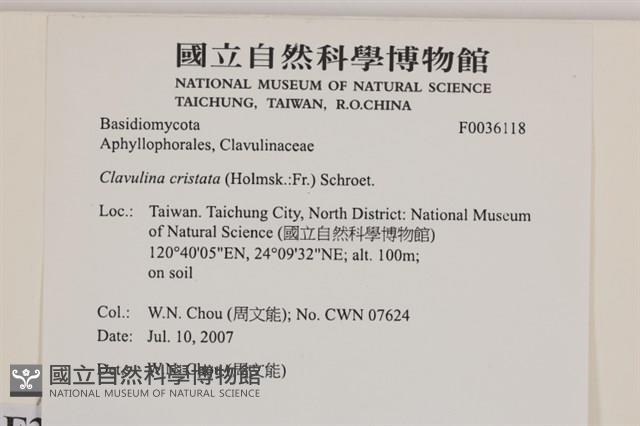 國立自然科學博物館
NATIONAL MUSEUM OF NATURAL SCIENCE
TAICHUNG, TAIWAN, R.O.CHINA
Basidiomycota F0036118
Aphyllophorales, Clavulinaceae
Clavulina cristata (Holmsk.:Fr.) Schroet.
Loc.: Taiwan. Taichung City, North District: National Museum
of Natural Science (國立自然科學博物館)
120°40'05"EN, 24°09'32"NE; alt. 100m;
on soil
Col.: W.N. Chou (周文能); No. CWN 07624
Date: Jul. 10, 2007
W.N. Chou (周文能)
國立自然科學博物館
NATIONAL MUSEUM OF NATURAL SCIENCE